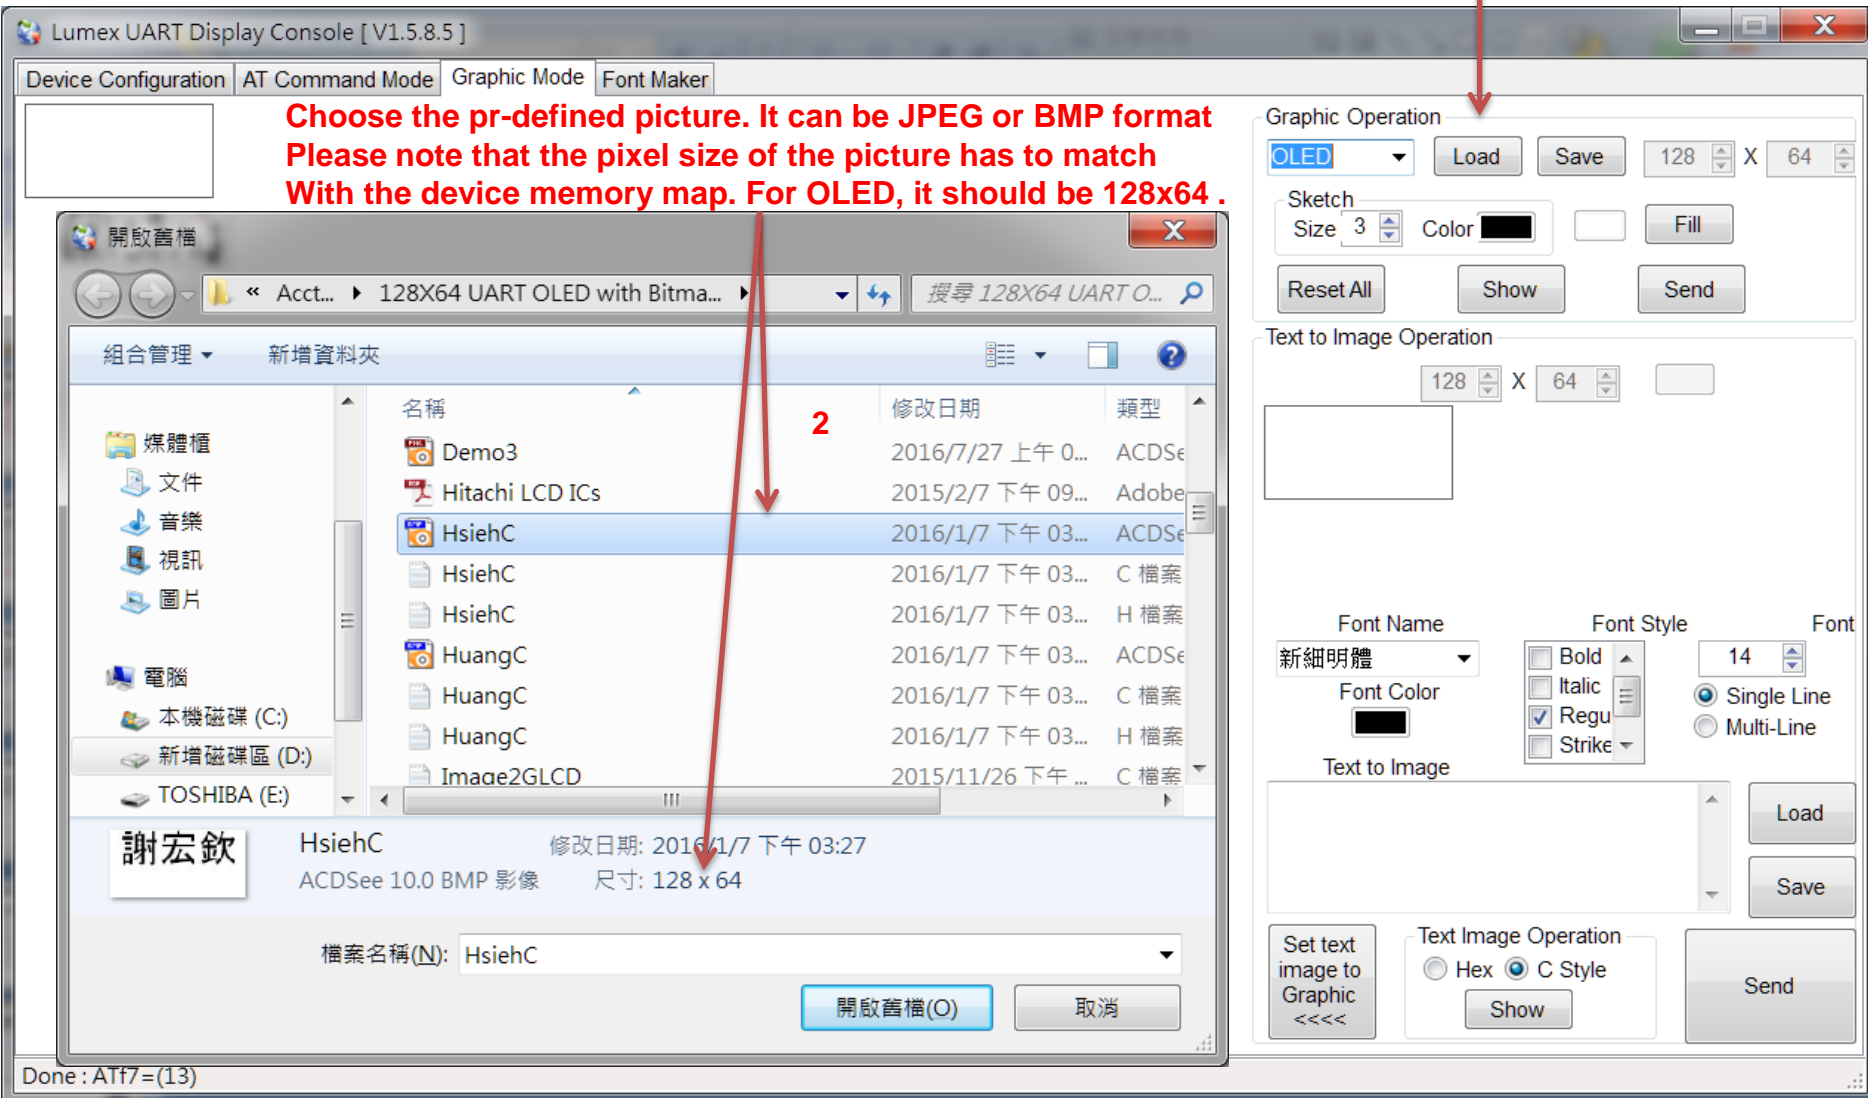 Lumex UART Display Console [ V1.5.8.5 ]
Device Configuration AT Command Mode Graphic Mode Font Maker
Choose the pr-defined picture. It can be JPEG or BMP format
Please note that the pixel size of the picture has to match
With the device memory map. For OLED, it should be 128x64 .
開啟舊檔
« Acct... 128X64 UART OLED with Bitma...
搜尋 128X64 UART O...
組合管理 新增資料夾
媒體櫃
文件
音樂
視訊
圖片
電腦
本機磁碟 (C:)
新增磁碟區 (D:)
TOSHIBA (E:)
名稱 修改日期 類型
2
Demo3 2016/7/27 上午 0... ACDSe
Hitachi LCD ICs 2015/2/7 下午 09... Adobe
HsiehC 2016/1/7 下午 03... ACDSe
HsiehC 2016/1/7 下午 03... C 檔案
HsiehC 2016/1/7 下午 03... H 檔案
HuangC 2016/1/7 下午 03... ACDSe
HuangC 2016/1/7 下午 03... C 檔案
HuangC 2016/1/7 下午 03... H 檔案
Image2GLCD 2015/11/26 下午 ... C 檔案
謝宏欽
HsiehC 修改日期: 2016/1/7 下午 03:27
ACDSee 10.0 BMP 影像 尺寸: 128 x 64
檔案名稱(N): HsiehC
開啟舊檔(O) 取消
Graphic Operation
OLED Load Save 128 X 64
Sketch
Size 3 Color Fill
Reset All Show Send
Text to Image Operation
128 X 64
Font Name Font Style Font
新細明體 Bold 14
Font Color Italic Single Line
Regu Multi-Line
Strike
Text to Image
Load
Save
Set text
image to
Graphic
<<<<
Text Image Operation
Hex C Style
Show
Send
Done : ATf7=(13)